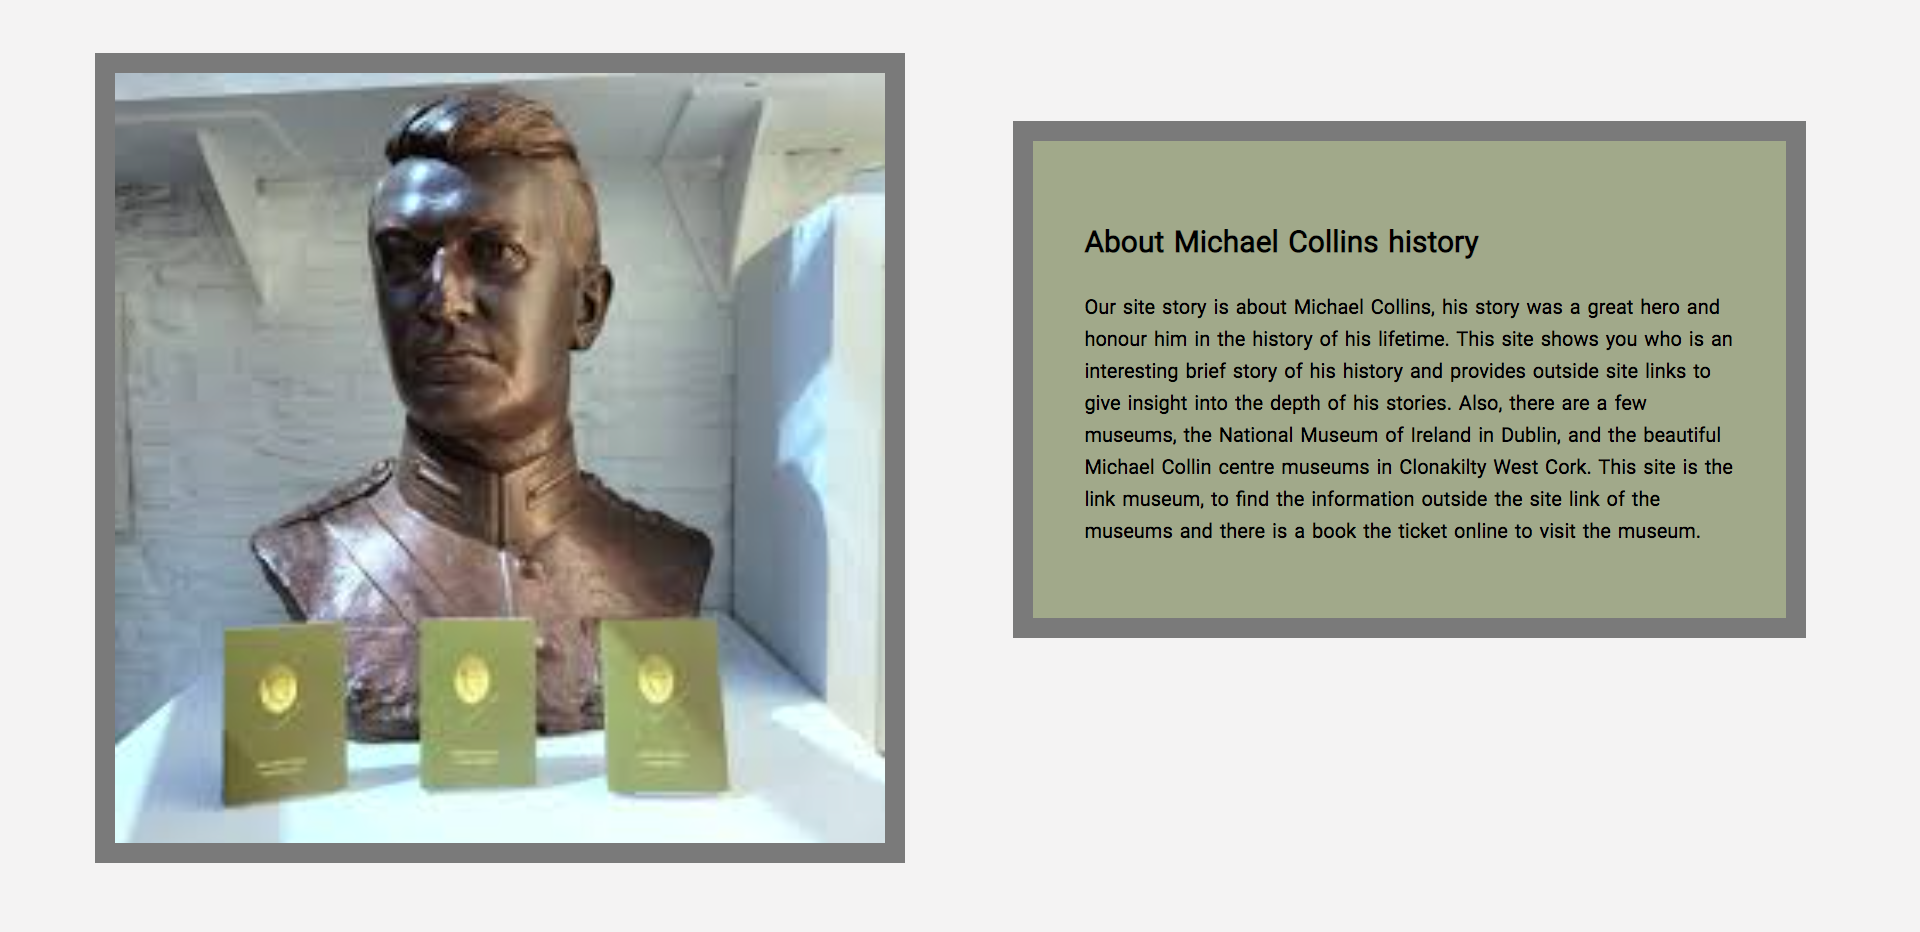 About Michael Collins history
Our site story is about Michael Collins, his story was a great hero and
honour him in the history of his lifetime. This site shows you who is an
interesting brief story of his history and provides outside site links to
give insight into the depth of his stories. Also, there are a few
museums, the National Museum of Ireland in Dublin, and the beautiful
Michael Collin centre museums in Clonakilty West Cork. This site is the
link museum, to find the information outside the site link of the
museums and there is a book the ticket online to visit the museum.